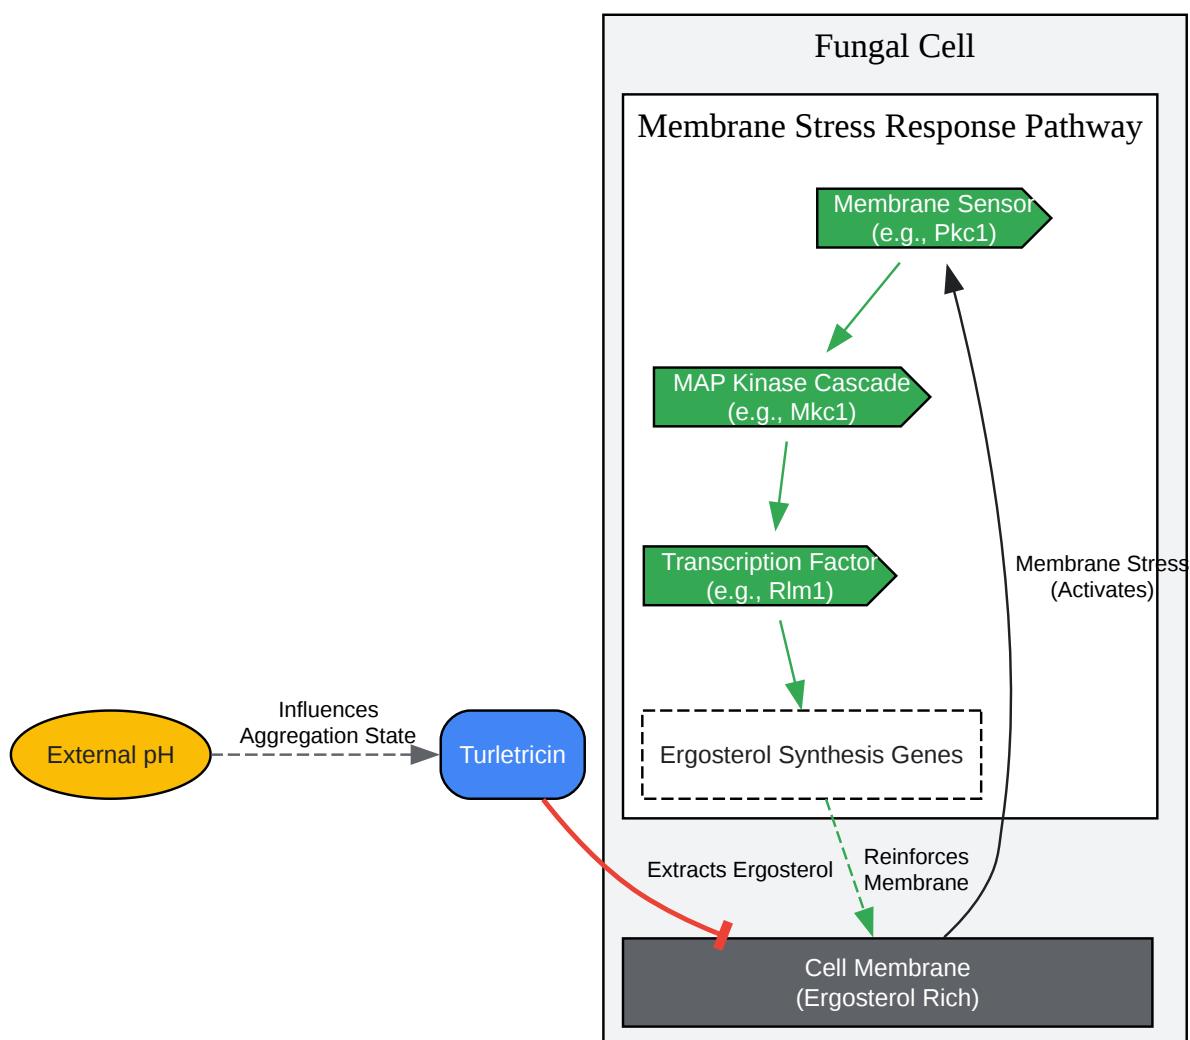 Fungal Cell
Membrane Stress Response Pathway
Membrane Sensor
(e.g., Pkc1)
MAP Kinase Cascade
(e.g., Mkc1)
Transcription Factor
(e.g., Rlm1)
Membrane Stress
(Activates)
Influences
Aggregation State
External pH
Turletricin
Ergosterol Synthesis Genes
Extracts Ergosterol
Reinforces
Membrane
Cell Membrane
(Ergosterol Rich)